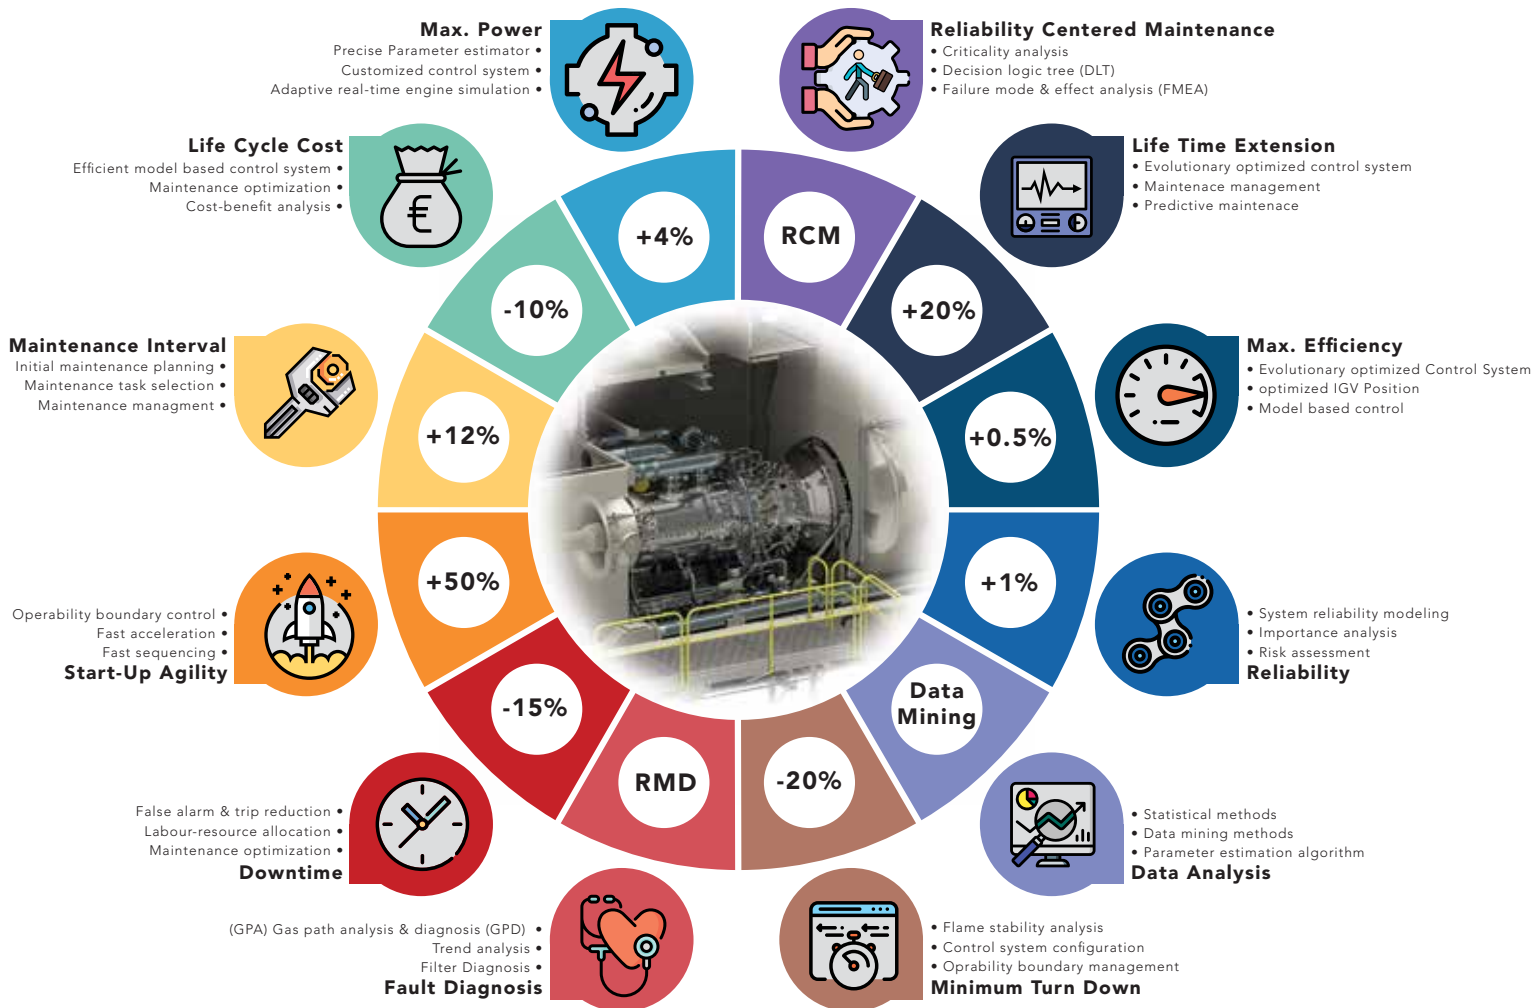 Max. Power
Precise Parameter estimator •
Customized control system •
Adaptive real-time engine simulation •
Reliability Centered Maintenance
• Criticality analysis
• Decision logic tree (DLT)
• Failure mode & effect analysis (FMEA)
Life Cycle Cost
Efficient model based control system •
Maintenance optimization •
Cost-benefit analysis •
€
Life Time Extension
• Evolutionary optimized control system
• Maintenace management
• Predictive maintenace
+4%
RCM
-10%
+20%
Maintenance Interval
Initial maintenance planning •
Maintenance task selection •
Maintenance managment •
Max. Efficiency
• Evolutionary optimized Control System
• optimized IGV Position
• Model based control
+12%
+0.5%
+50%
+1%
Operability boundary control •
Fast acceleration •
Fast sequencing •
Start-Up Agility
• System reliability modeling
• Importance analysis
• Risk assessment
Reliability
-15%
Data
Mining
RMD
-20%
False alarm & trip reduction •
Labour-resource allocation •
Maintenance optimization •
Downtime
• Statistical methods
• Data mining methods
• Parameter estimation algorithm
Data Analysis
(GPA) Gas path analysis & diagnosis (GPD) •
Trend analysis •
Filter Diagnosis •
Fault Diagnosis
• Flame stability analysis
• Control system configuration
• Oprability boundary management
Minimum Turn Down